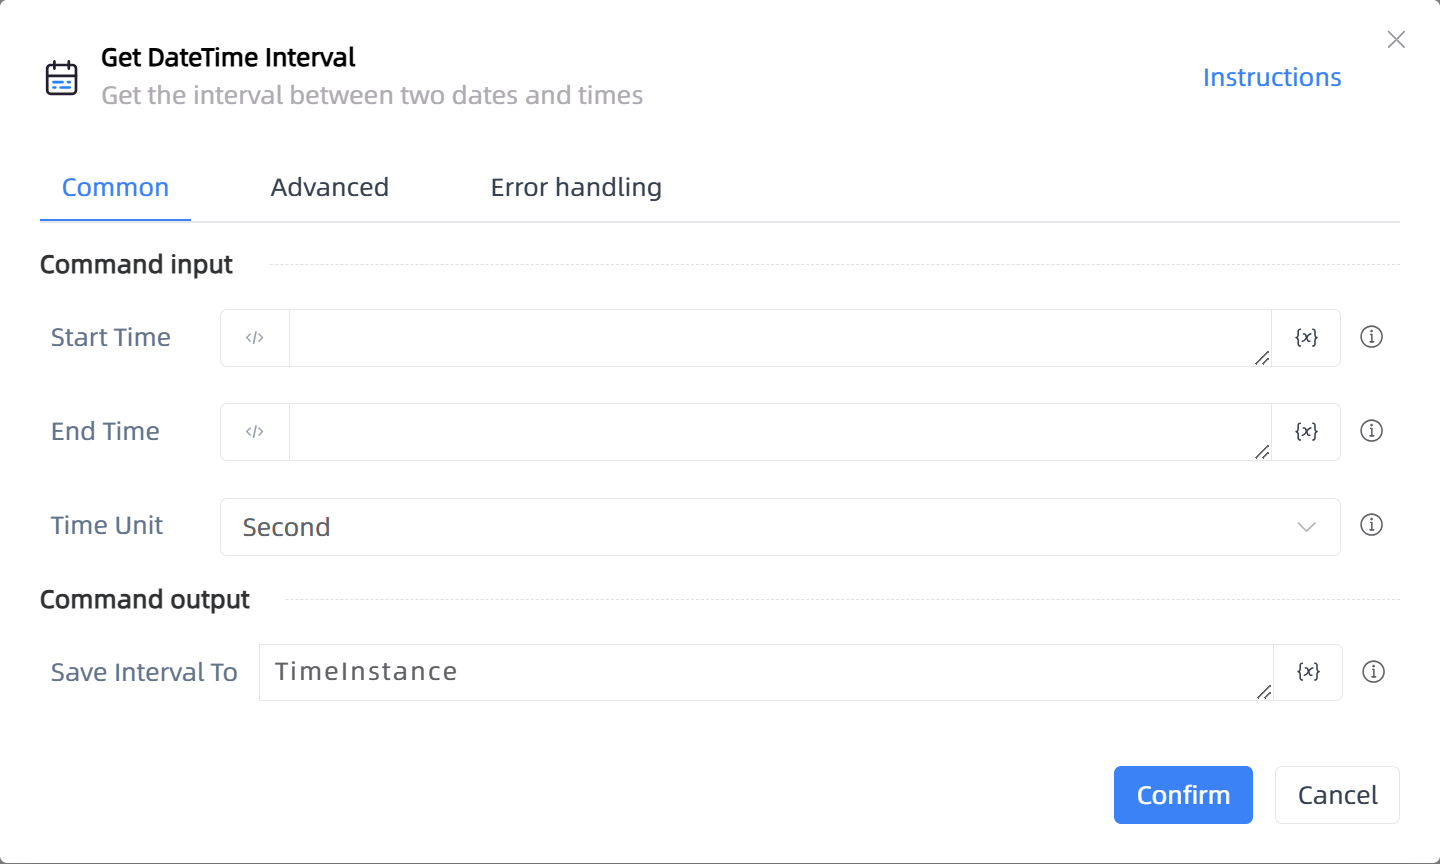 Get DateTime Interval
Get the interval between two dates and times
Instructions
Common Advanced Error handling
Command input
Start Time </> {x}
End Time </> {x}
Time Unit Second
Command output
Save Interval To TimeInstance {x}
Confirm Cancel